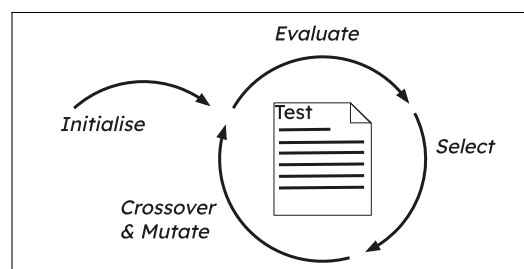 Evaluate
Initialise
Test
Select
Crossover
& Mutate